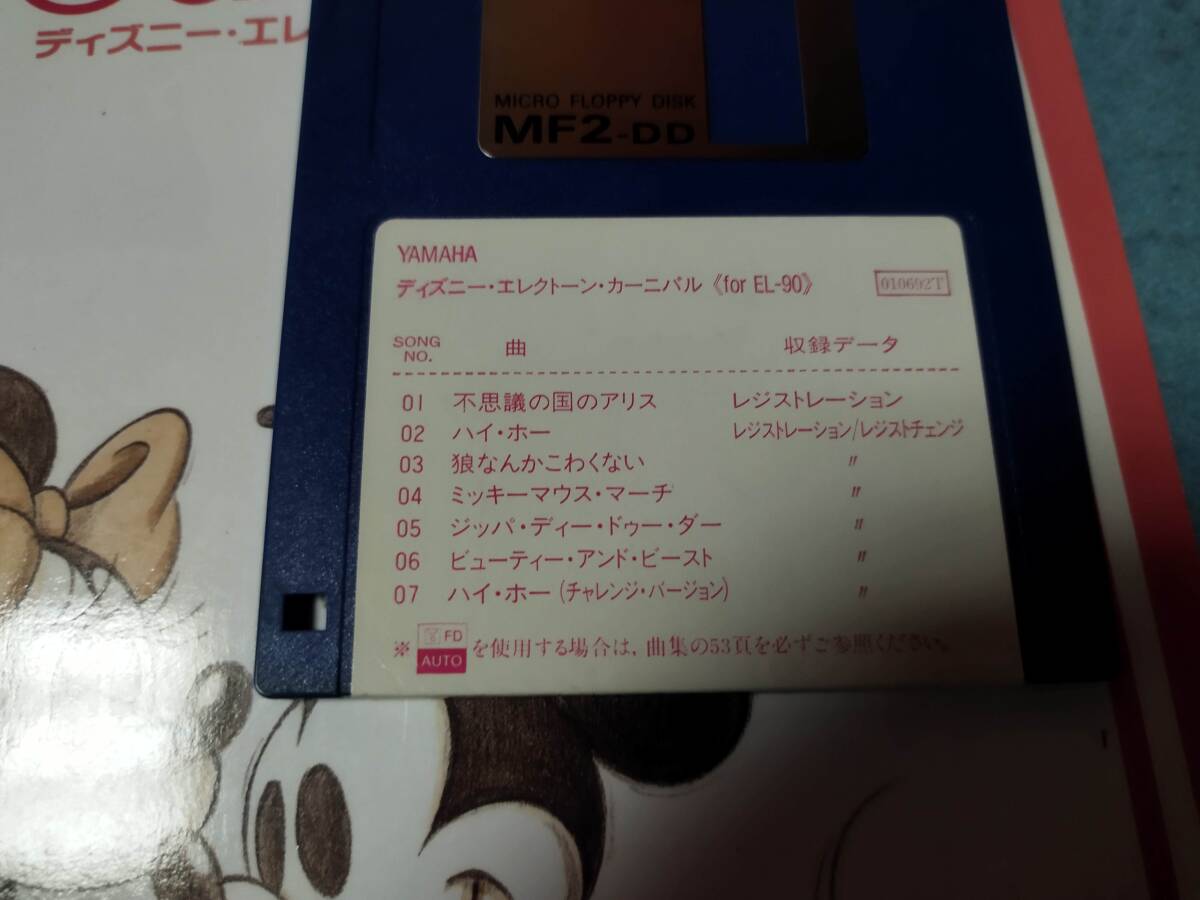 ディズニー・エレ
MICRO FLOPPY DISK
MF2-DD
YAMAHA
ディズニー・エレクトーン・カーニバル《for EL-90》 010692T
SONG NO. 曲 収録データ
01 不思議の国のアリス レジストレーション
02 ハイ・ホー レジストレーション/レジストチェンジ
03 狼なんかこわくない 〃
04 ミッキーマウス・マーチ 〃
05 ジッパ・ディー・ドゥー・ダー 〃
06 ビューティー・アンド・ビースト 〃
07 ハイ・ホー(チャレンジ・バージョン) 〃
※ FD AUTO を使用する場合は,曲集の53頁を必ずご参照ください。